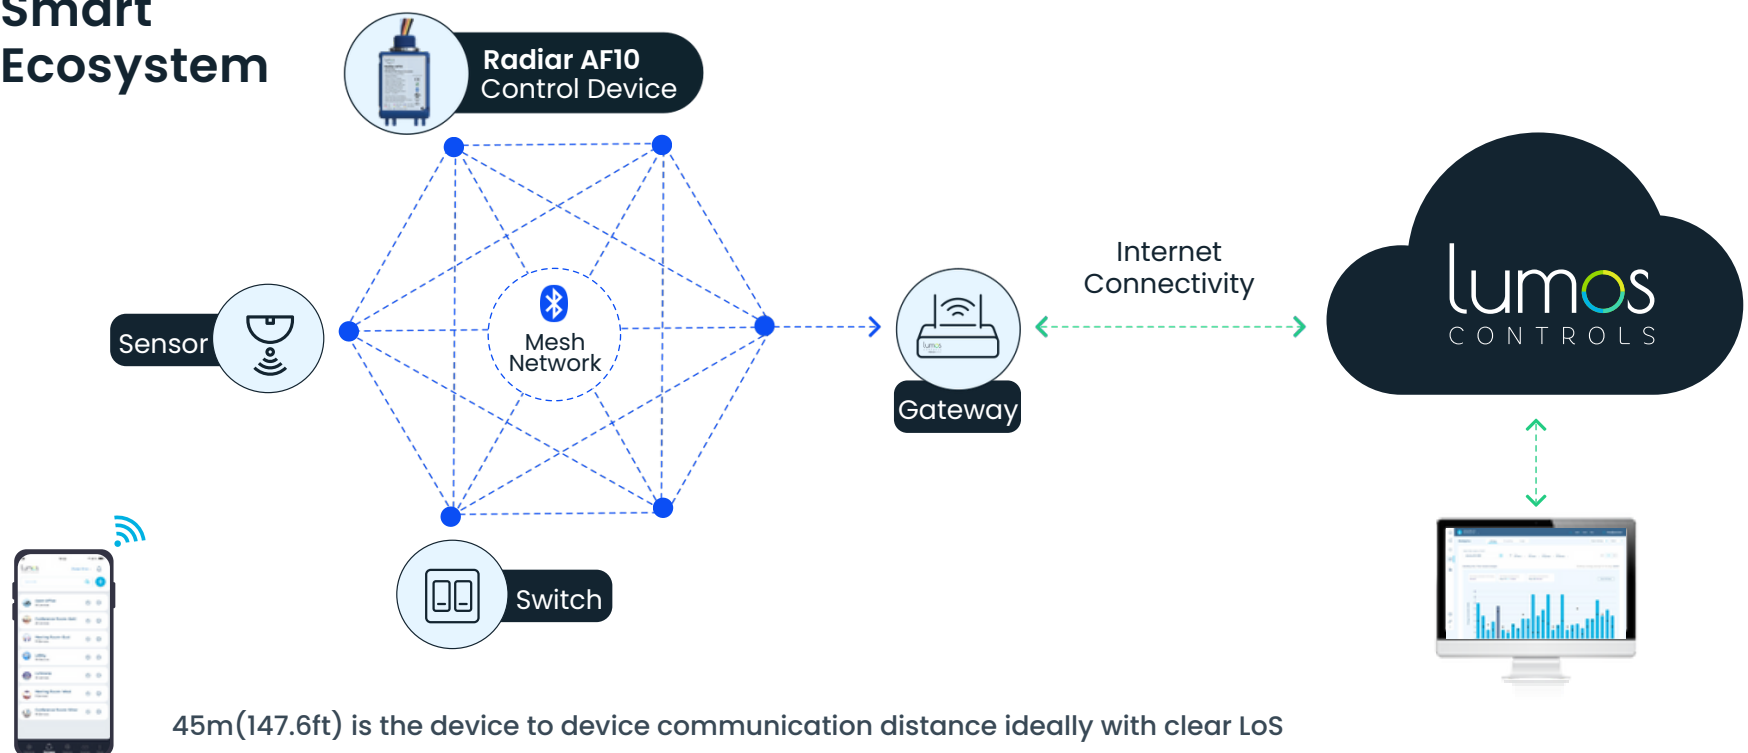 Smart
Ecosystem
Radiar AF10
Control Device
Sensor
Mesh
Network
Switch
Gateway
Internet
Connectivity
lumos
CONTROLS
45m(147.6ft) is the device to device communication distance ideally with clear LoS